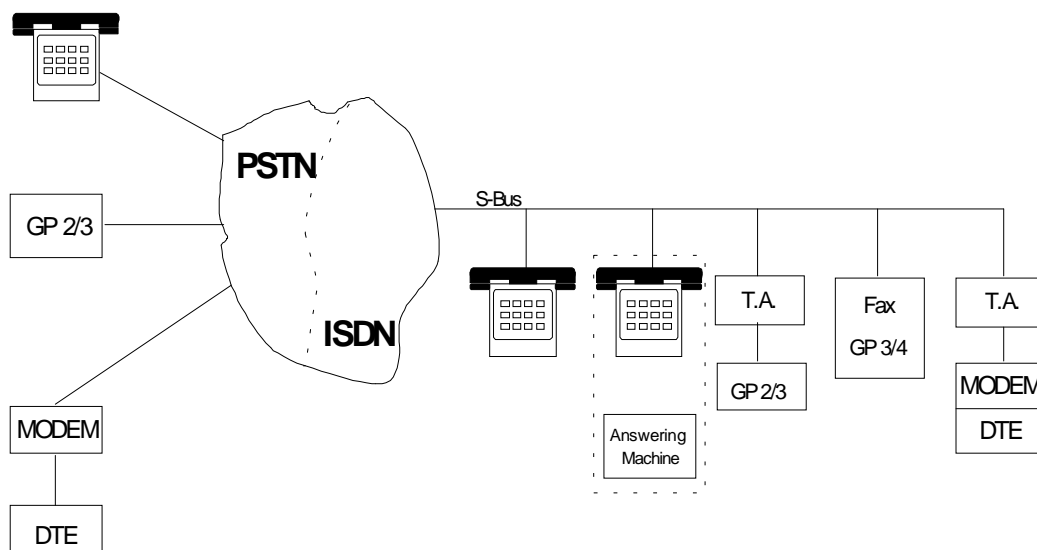 PSTN
S-Bus
GP 2/3
T.A.
Fax
T.A.
ISDN
GP 3/4
GP 2/3
MODEM
MODEM
Answering
Machine
DTE
DTE